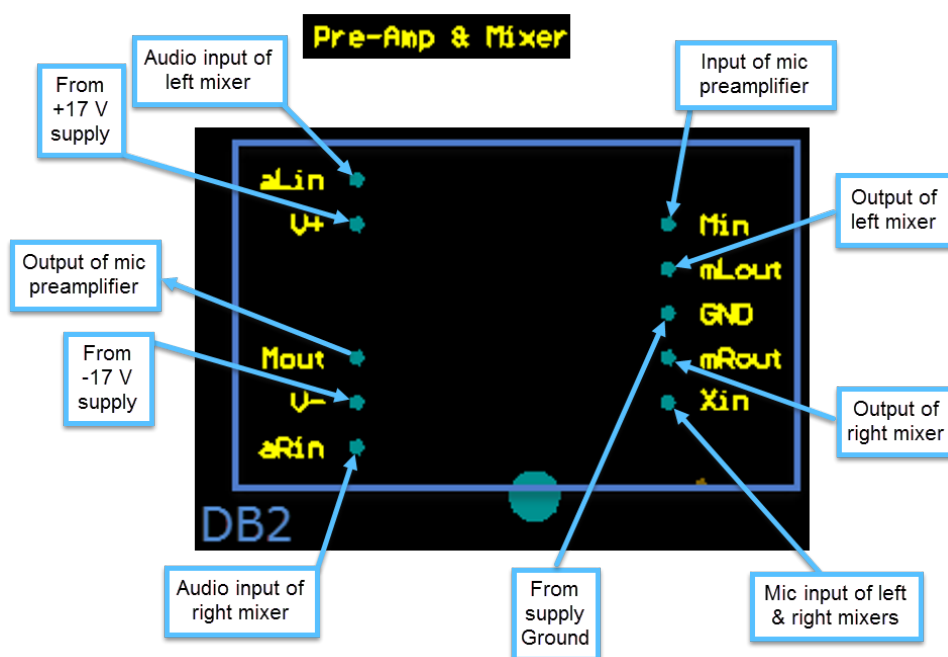 Pre-Amp & Mixer
Audio input of
left mixer
From
+17 V
supply
Input of mic
preamplifier
Output of
left mixer
Output of mic
preamplifier
From
-17 V
supply
Output of
right mixer
aLin
V+
Mout
V-
aRin
Min
mLout
GND
mRout
Xin
DB2
Audio input of
right mixer
From
supply
Ground
Mic input of left
& right mixers